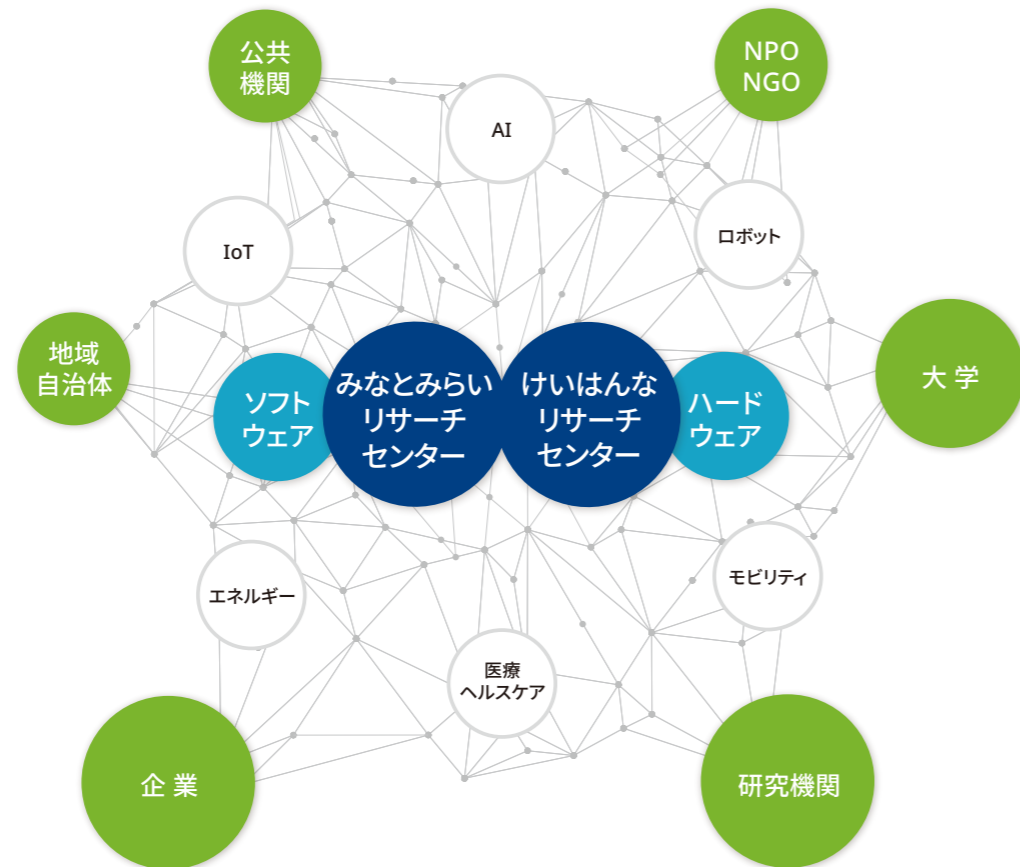 公共
機関
NPO
NGO
AI
IoT
ロボット
地域
自治体
大学
ソフト
ウェア
みなとみらい
リサーチ
センター
けいはんな
リサーチ
センター
ハード
ウェア
エネルギー
モビリティ
医療
ヘルスケア
企業
研究機関